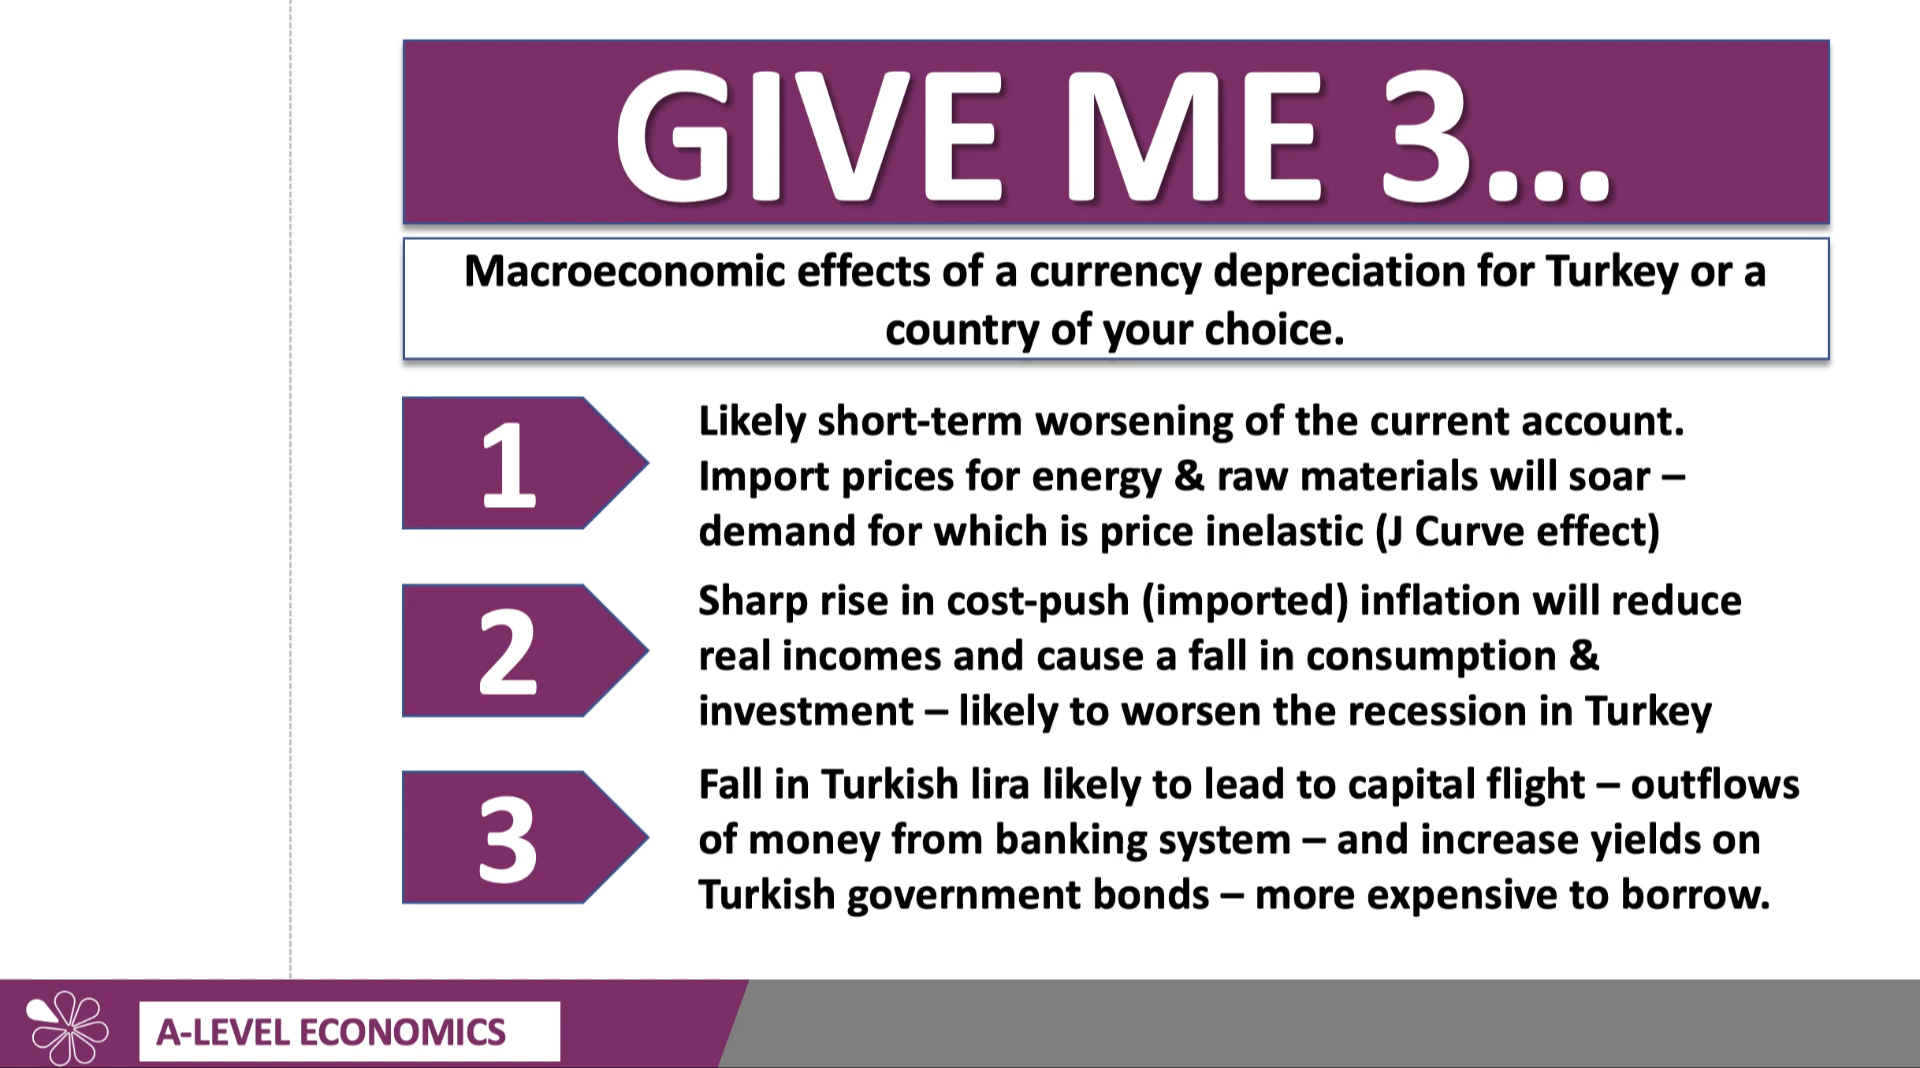 GIVE ME 3...
Macroeconomic effects of a currency depreciation for Turkey or a
country of your choice.
1
Likely short-term worsening of the current account.
Import prices for energy & raw materials will soar –
demand for which is price inelastic (J Curve effect)
2
Sharp rise in cost-push (imported) inflation will reduce
real incomes and cause a fall in consumption &
investment – likely to worsen the recession in Turkey
3
Fall in Turkish lira likely to lead to capital flight – outflows
of money from banking system – and increase yields on
Turkish government bonds – more expensive to borrow.
A-LEVEL ECONOMICS